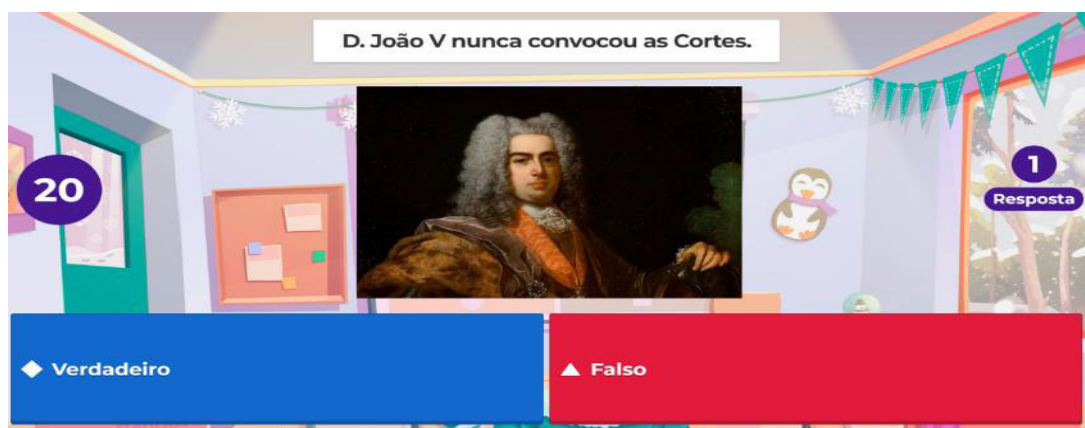 D. João V nunca convocou as Cortes.
20
1
Resposta
Verdadeiro
Falso